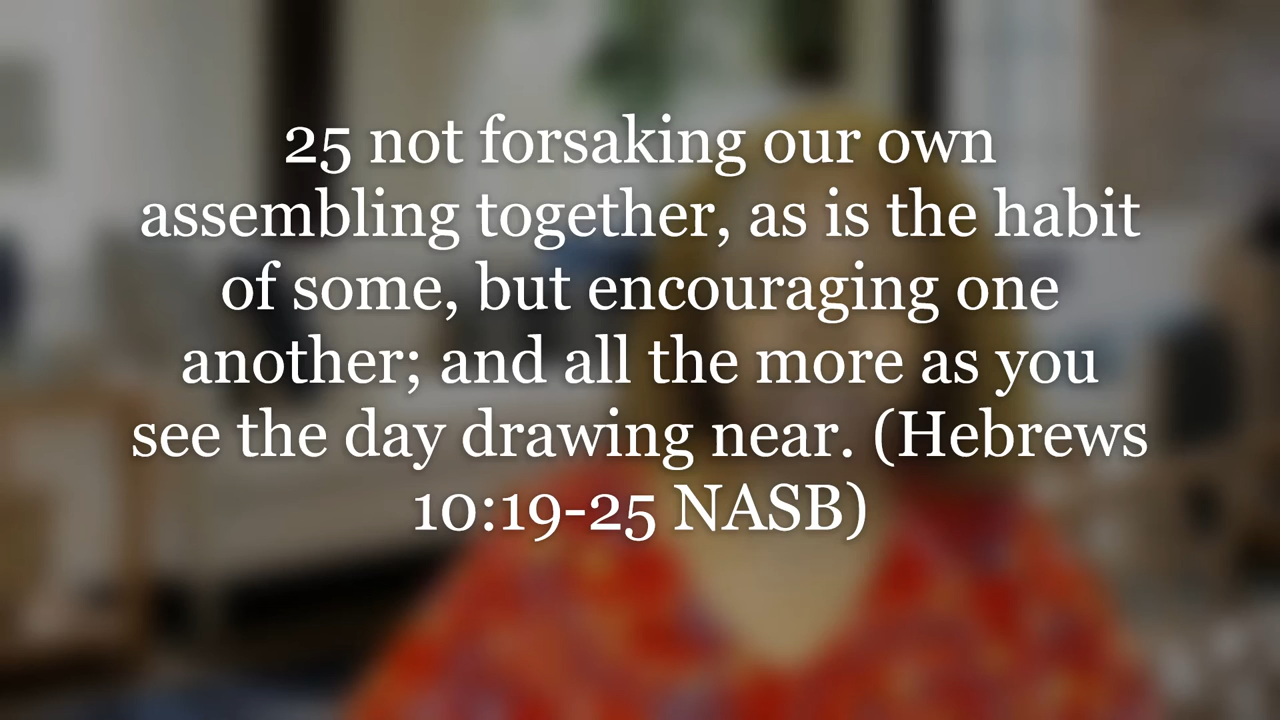 25 not forsaking our own
assembling together, as is the habit
of some, but encouraging one
another; and all the more as you
see the day drawing near. (Hebrews
10:19-25 NASB)